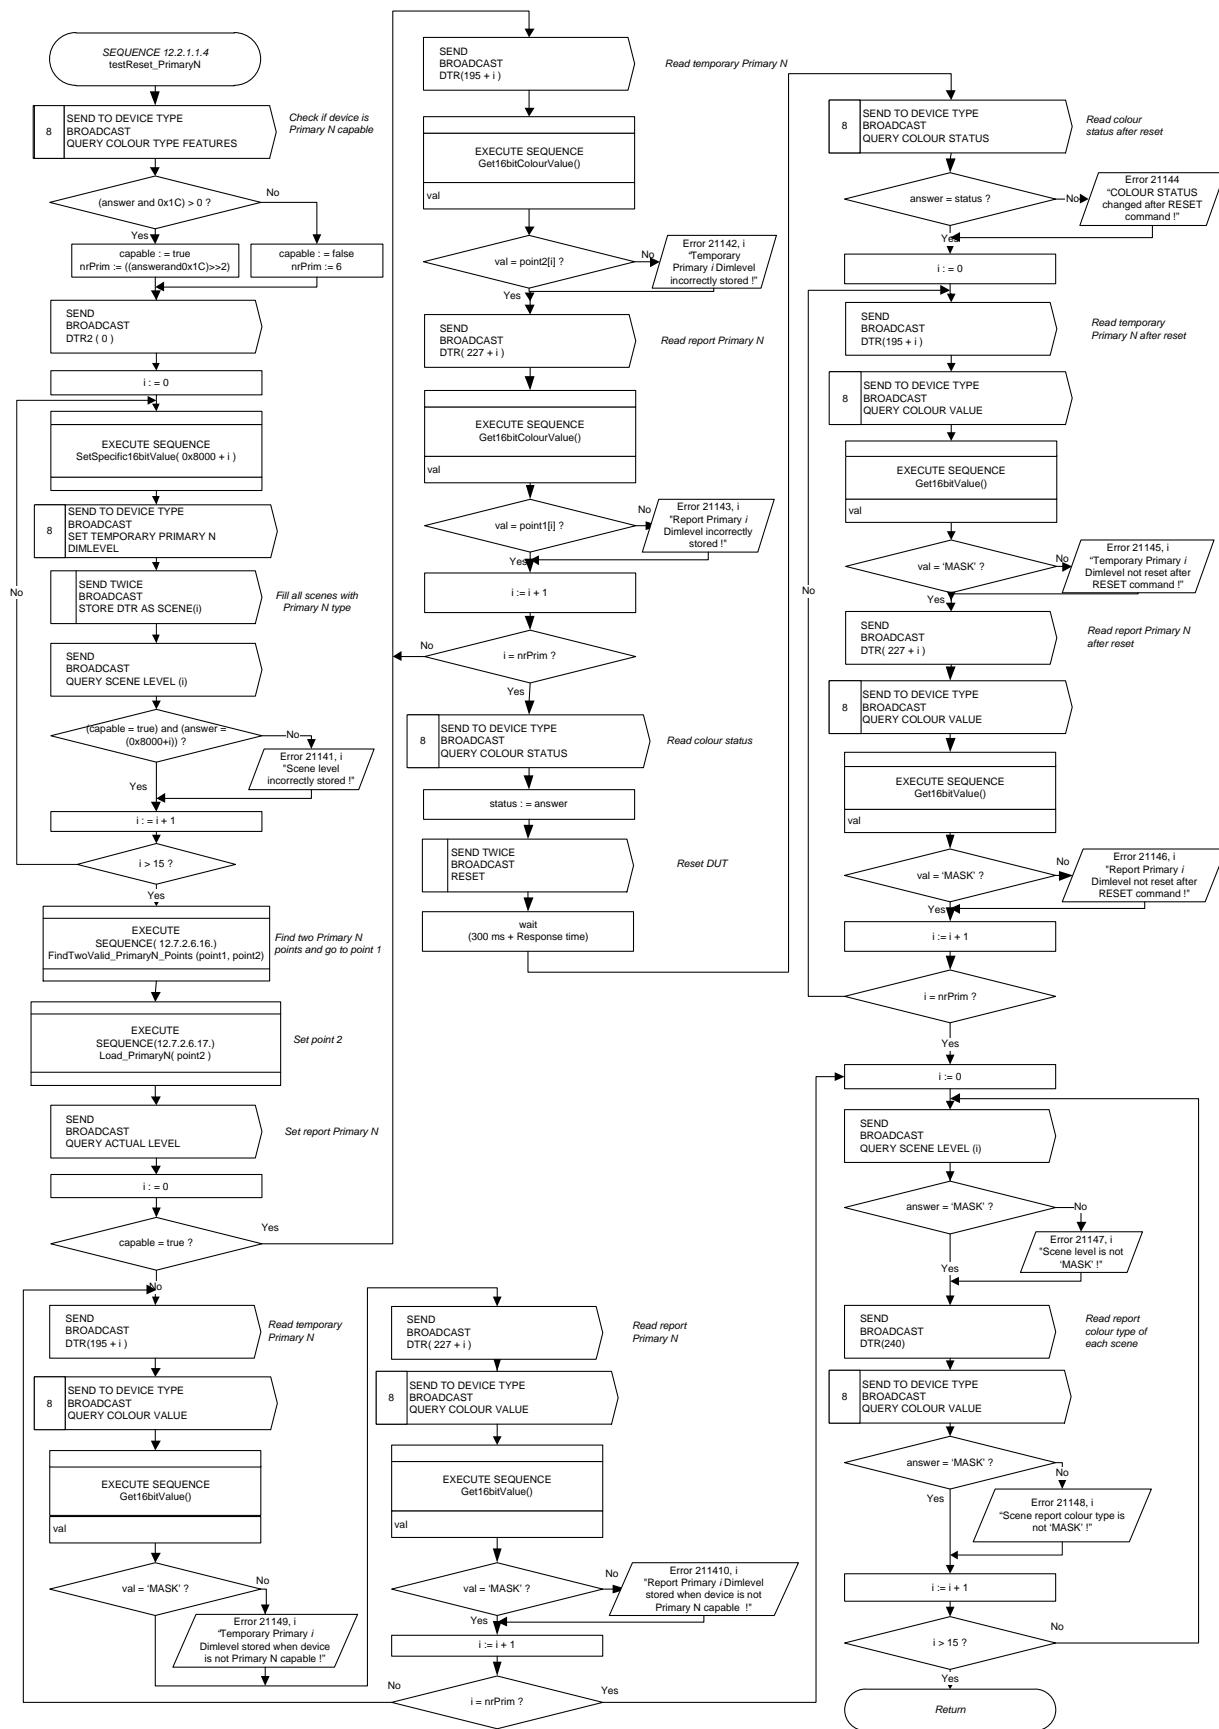 SEQUENCE 12.2.1.1.4
testReset_PrimaryN
8
SEND TO DEVICE TYPE
BROADCAST
QUERY COLOUR TYPE FEATURES
Check if device is
Primary N capable
(answer and 0x1C) > 0 ?
No
Yes
capable : = true
nrPrim := ((answerand0x1C)>>2)
capable : = false
nrPrim := 6
SEND
BROADCAST
DTR2 ( 0 )
i : = 0
EXECUTE SEQUENCE
SetSpecific16bitValue( 0x8000 + i )
8
SEND TO DEVICE TYPE
BROADCAST
SET TEMPORARY PRIMARY N
DIMLEVEL
No
SEND TWICE
BROADCAST
STORE DTR AS SCENE(i)
Fill all scenes with
Primary N type
SEND
BROADCAST
QUERY SCENE LEVEL (i)
(capable = true) and (answer =
(0x8000+i)) ?
No
Error 21141, i
"Scene level
incorrectly stored !"
Yes
i : = i + 1
i > 15 ?
Yes
EXECUTE
SEQUENCE( 12.7.2.6.16.)
FindTwoValid_PrimaryN_Points (point1, point2)
Find two Primary N
points and go to point 1
EXECUTE
SEQUENCE(12.7.2.6.17.)
Load_PrimaryN( point2 )
Set point 2
SEND
BROADCAST
QUERY ACTUAL LEVEL
Set report Primary N
i : = 0
capable = true ?
Yes
No
SEND
BROADCAST
DTR(195 + i )
Read temporary
Primary N
8
SEND TO DEVICE TYPE
BROADCAST
QUERY COLOUR VALUE
EXECUTE SEQUENCE
Get16bitValue()
val
val = 'MASK' ?
No
Error 21149, i
"Temporary Primary i
Dimlevel stored when device
is not Primary N capable !"
SEND
BROADCAST
DTR( 227 + i )
Read report
Primary N
8
SEND TO DEVICE TYPE
BROADCAST
QUERY COLOUR VALUE
EXECUTE SEQUENCE
Get16bitValue()
val
val = 'MASK' ?
No
Error 211410, i
"Report Primary i Dimlevel
stored when device is not
Primary N capable !"
Yes
i := i + 1
No
i = nrPrim ?
Yes
SEND
BROADCAST
DTR(195 + i )
Read temporary Primary N
EXECUTE SEQUENCE
Get16bitColourValue()
val
val = point2[i] ?
No
Error 21142, i
"Temporary
Primary i Dimlevel
incorrectly stored !"
Yes
SEND
BROADCAST
DTR( 227 + i )
Read report Primary N
EXECUTE SEQUENCE
Get16bitColourValue()
val
val = point1[i] ?
No
Error 21143, i
"Report Primary i
Dimlevel incorrectly
stored !"
Yes
i := i + 1
No
i = nrPrim ?
Yes
8
SEND TO DEVICE TYPE
BROADCAST
QUERY COLOUR STATUS
Read colour status
status : = answer
SEND TWICE
BROADCAST
RESET
Reset DUT
wait
(300 ms + Response time)
8
SEND TO DEVICE TYPE
BROADCAST
QUERY COLOUR STATUS
Read colour
status after reset
answer = status ?
No
Error 21144
"COLOUR STATUS
changed after RESET
command !"
Yes
i : = 0
SEND
BROADCAST
DTR(195 + i )
Read temporary
Primary N after reset
8
SEND TO DEVICE TYPE
BROADCAST
QUERY COLOUR VALUE
EXECUTE SEQUENCE
Get16bitValue()
val
No
val = 'MASK' ?
No
Error 21145, i
"Temporary Primary i
Dimlevel not reset after
RESET command !"
Yes
SEND
BROADCAST
DTR( 227 + i )
Read report Primary N
after reset
8
SEND TO DEVICE TYPE
BROADCAST
QUERY COLOUR VALUE
EXECUTE SEQUENCE
Get16bitValue()
val
val = 'MASK' ?
No
Error 21146, i
"Report Primary i
Dimlevel not reset after
RESET command !"
Yes
i := i + 1
i = nrPrim ?
Yes
i := 0
SEND
BROADCAST
QUERY SCENE LEVEL (i)
answer = 'MASK' ?
No
Error 21147, i
"Scene level is not
'MASK' !"
Yes
SEND
BROADCAST
DTR(240)
Read report
colour type of
each scene
8
SEND TO DEVICE TYPE
BROADCAST
QUERY COLOUR VALUE
answer = 'MASK' ?
No
Error 21148, i
"Scene report colour type is
not 'MASK' !"
Yes
i := i + 1
i > 15 ?
No
Yes
Return